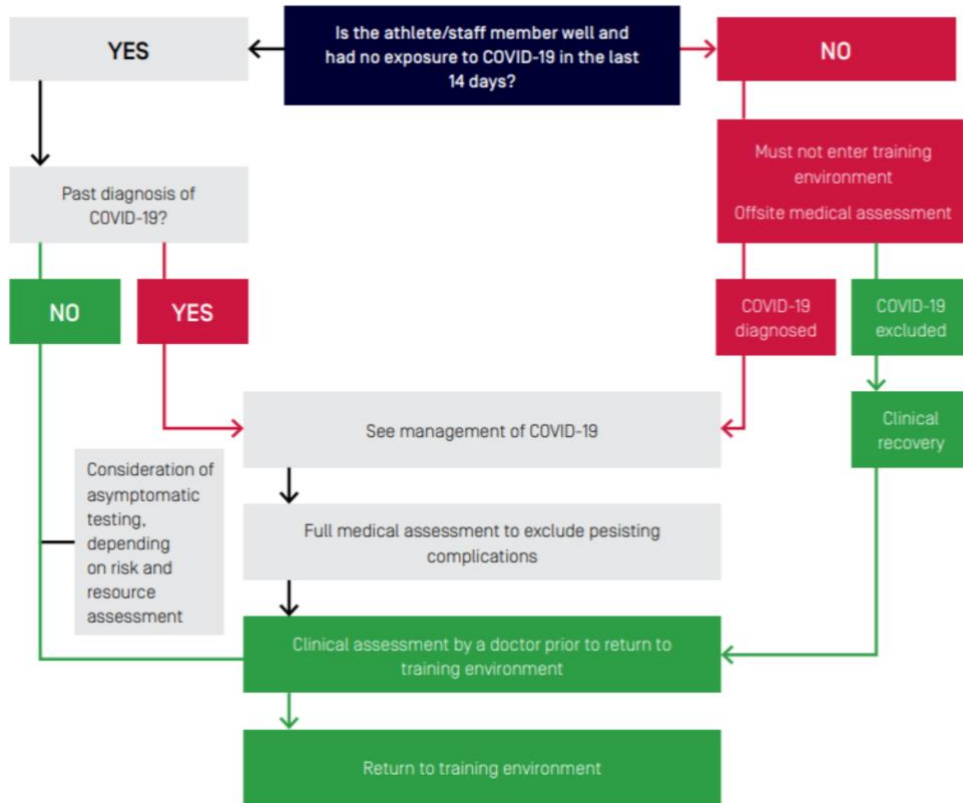 Is the athlete/staff member well and
had no exposure to COVID-19 in the last
14 days?
YES
NO
Past diagnosis of
COVID-19?
Must not enter training
environment
Offsite medical assessment
NO
YES
COVID-19
diagnosed
COVID-19
excluded
See management of COVID-19
Clinical
recovery
Consideration of
asymptomatic
testing,
depending
on risk and
resource
assessment
Full medical assessment to exclude pesisting
complications
Clinical assessment by a doctor prior to return to
training environment
Return to training environment